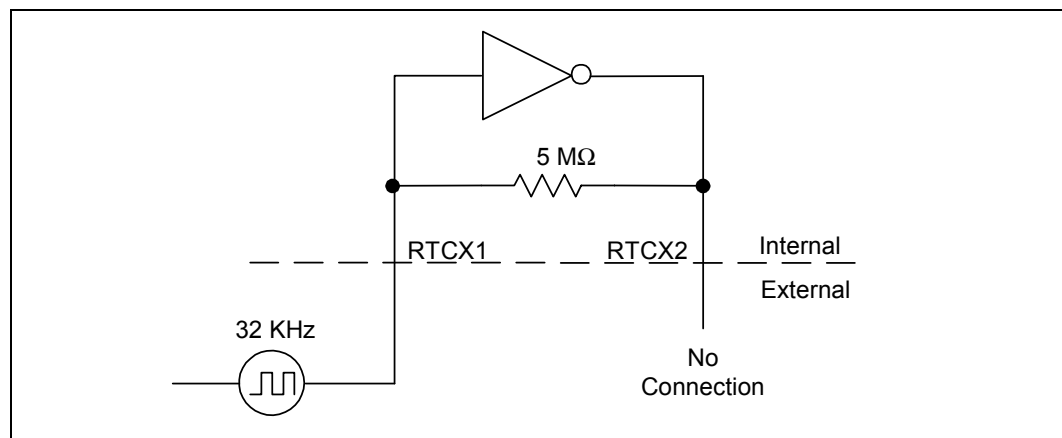 5 MΩ
RTCX1
RTCX2
Internal
External
32 KHz
No
Connection